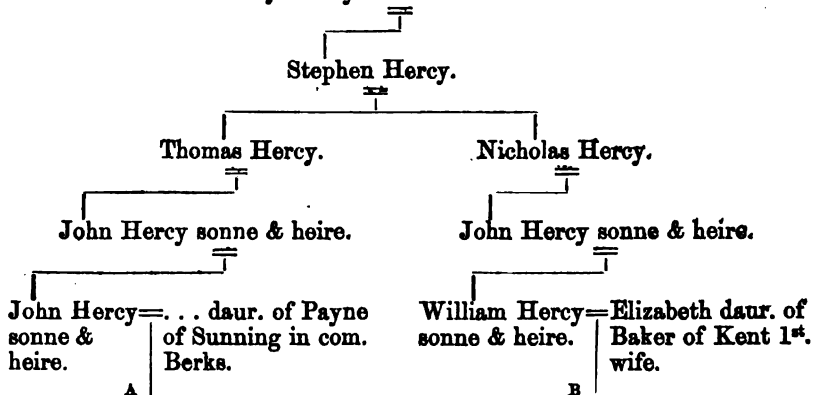 Stephen Hercy.
Thomas Hercy.
Nicholas Hercy.
John Hercy sonne & heire.
John Hercy sonne & heire.
John Hercy=. . . daur. of Payne
sonne & of Sunning in com.
heire. Berks.
A
William Hercy=Elizabeth daur. of
sonne & heire. Baker of Kent 1st.
wife.
B